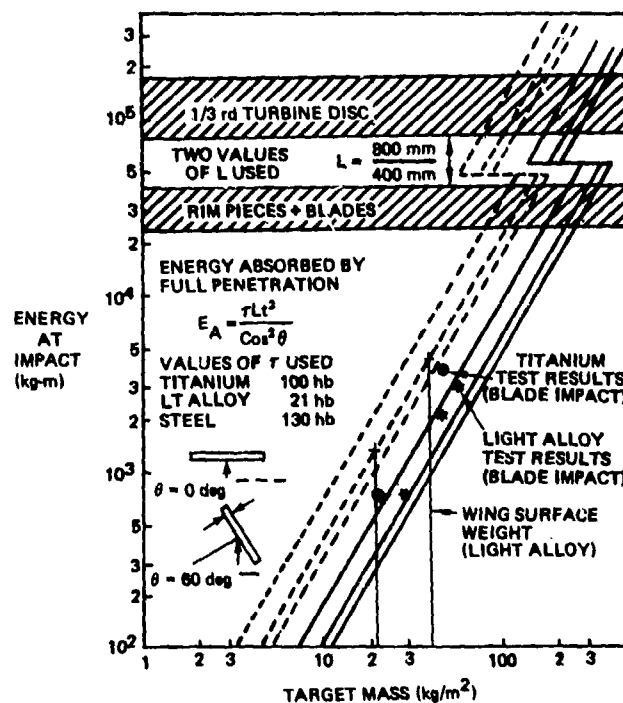 3
2
10⁵
5
3
2
10⁴
5
3
2
10³
5
3
2
10²
ENERGY
AT
IMPACT
(kg-m)
1/3 rd TURBINE DISC
TWO VALUES
OF L USED
L = 800 mm
400 mm
RIM PIECES + BLADES
ENERGY ABSORBED BY
FULL PENETRATION
E_A = τLt²
Cos² θ
VALUES OF τ USED
TITANIUM 100 hb
LT ALLOY 21 hb
STEEL 130 hb
θ = 0 deg
θ = 60 deg
TITANIUM
TEST RESULTS
(BLADE IMPACT)
LIGHT ALLOY
TEST RESULTS
(BLADE IMPACT)
WING SURFACE
WEIGHT
(LIGHT ALLOY)
1 2 3 10 2 3 100 2 3
TARGET MASS (kg/m²)